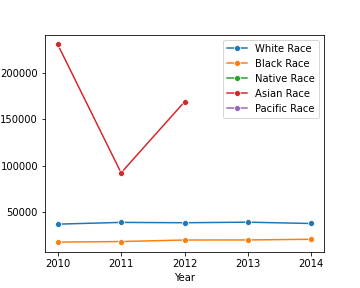 White Race
Black Race
Native Race
Asian Race
Pacific Race
200000
150000
100000
50000
2010 2011 2012 2013 2014
Year